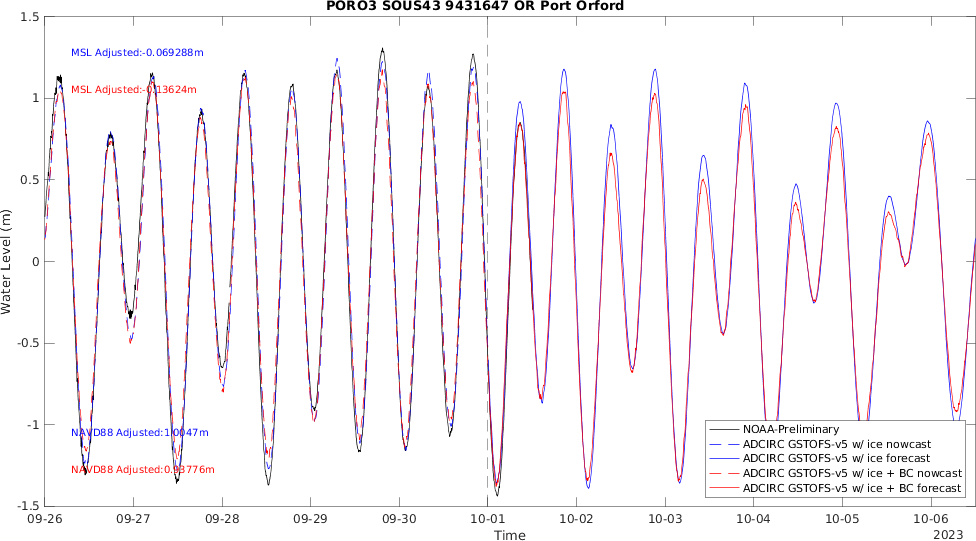 PORO3 SOUS43 9431647 OR Port Orford
1.5
1
0.5
0
-0.5
-1
-1.5
Water Level (m)
MSL Adjusted:-0.069288m
MSL Adjusted:-0.13624m
NAVD88 Adjusted:1.0047m
NAVD88 Adjusted:0.93776m
NOAA-Preliminary
ADCIRC GSTOFS-v5 w/ ice nowcast
ADCIRC GSTOFS-v5 w/ ice forecast
ADCIRC GSTOFS-v5 w/ ice + BC nowcast
ADCIRC GSTOFS-v5 w/ ice + BC forecast
09-26 09-27 09-28 09-29 09-30 10-01 10-02 10-03 10-04 10-05 10-06
Time
2023